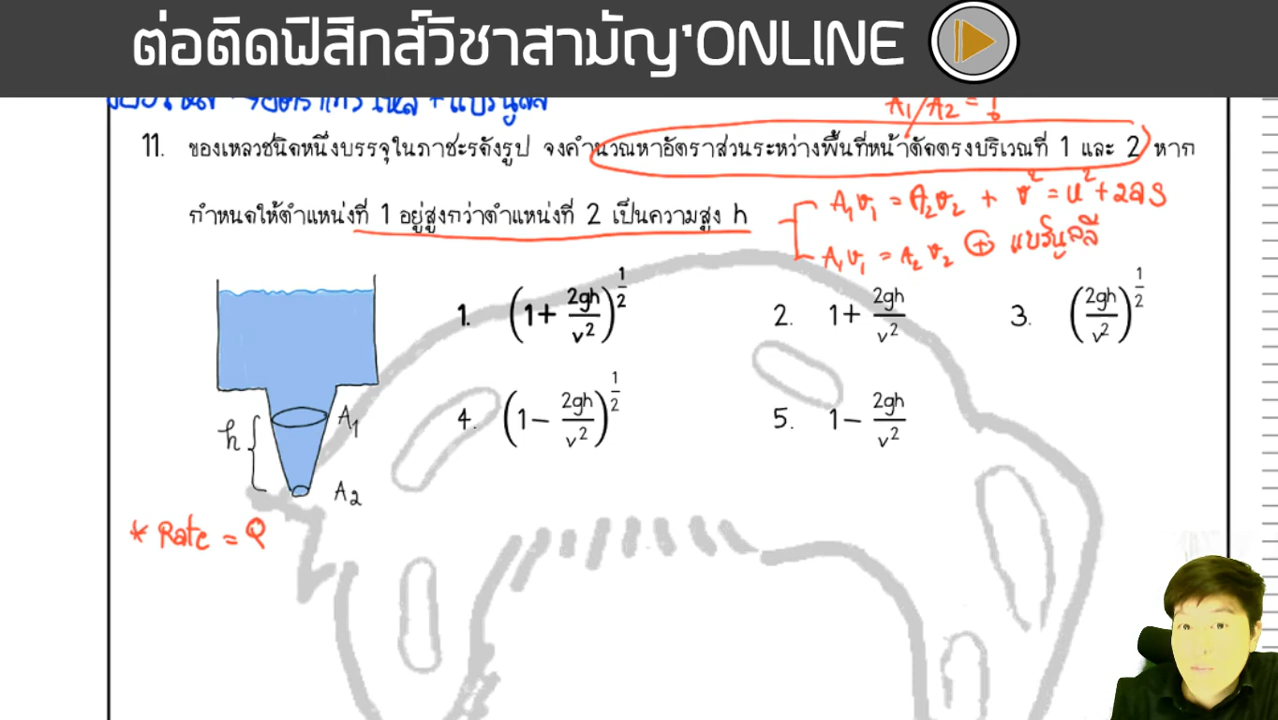 ต่อติดฟิสิกส์วิชาสามัญ'ONLINE
A₁/A₂ =
11. ของเหลวชนิดหนึ่งบรรจุในภาชะรดังรูป จงคำนวณหาอัตราส่วนระหว่างพื้นที่หน้าตัดตรงบริเวณที่ 1 และ 2 หาก
กำหนดให้ตำแหน่งที่ 1 อยู่สูงกว่าตำแหน่งที่ 2 เป็นความสูง h
A₁v₁ = A₂v₂ + v² = u² + 2as
A₁v₁ = A₂v₂ ⊕ แบร์นูลลี
1. (1+ 2gh/v²)^1/2
2. 1+ 2gh/v²
3. (2gh/v²)^1/2
4. (1− 2gh/v²)^1/2
5. 1− 2gh/v²
h
A₁
A₂
* Rate = Q